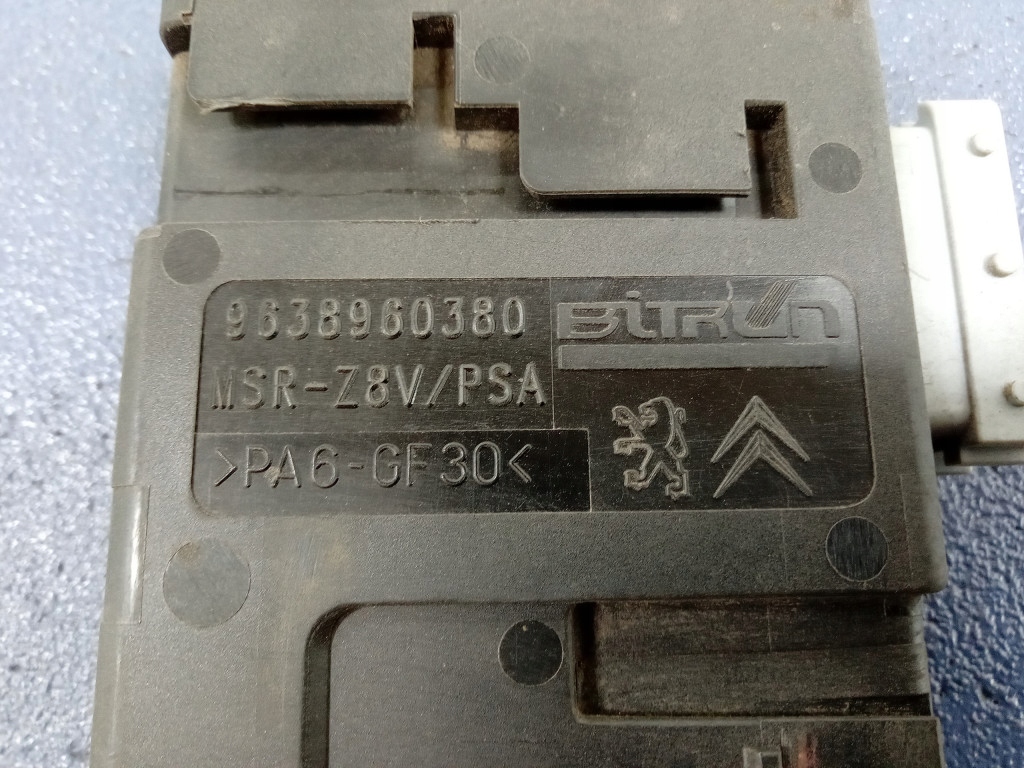 9638960380
BiTRON
MSR-Z8V/PSA
>PA6-GF30<